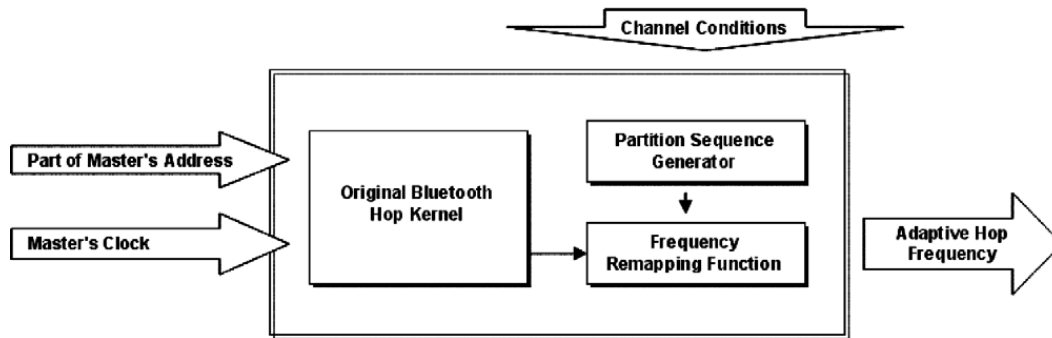 Channel Conditions
Part of Master's Address
Master's Clock
Original Bluetooth
Hop Kernel
Partition Sequence
Generator
Frequency
Remapping Function
Adaptive Hop
Frequency